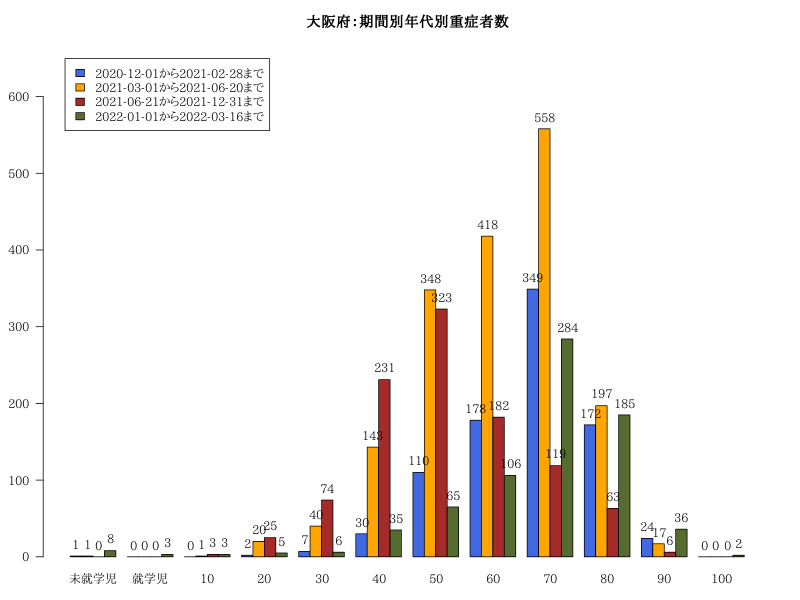 大阪府：期間別年代別重症者数
2020-12-01から2021-02-28まで
2021-03-01から2021-06-20まで
2021-06-21から2021-12-31まで
2022-01-01から2022-03-16まで
600
500
400
300
200
100
0
1 1 0 8
0 0 0 3
0 1 3 3
2 20 25 5
7 40 74 6
30 143 231 35
110 348 323 65
178 418 182 106
349 558 119 284
172 197 63 185
24 17 6 36
0 0 0 2
未就学児 就学児 10 20 30 40 50 60 70 80 90 100